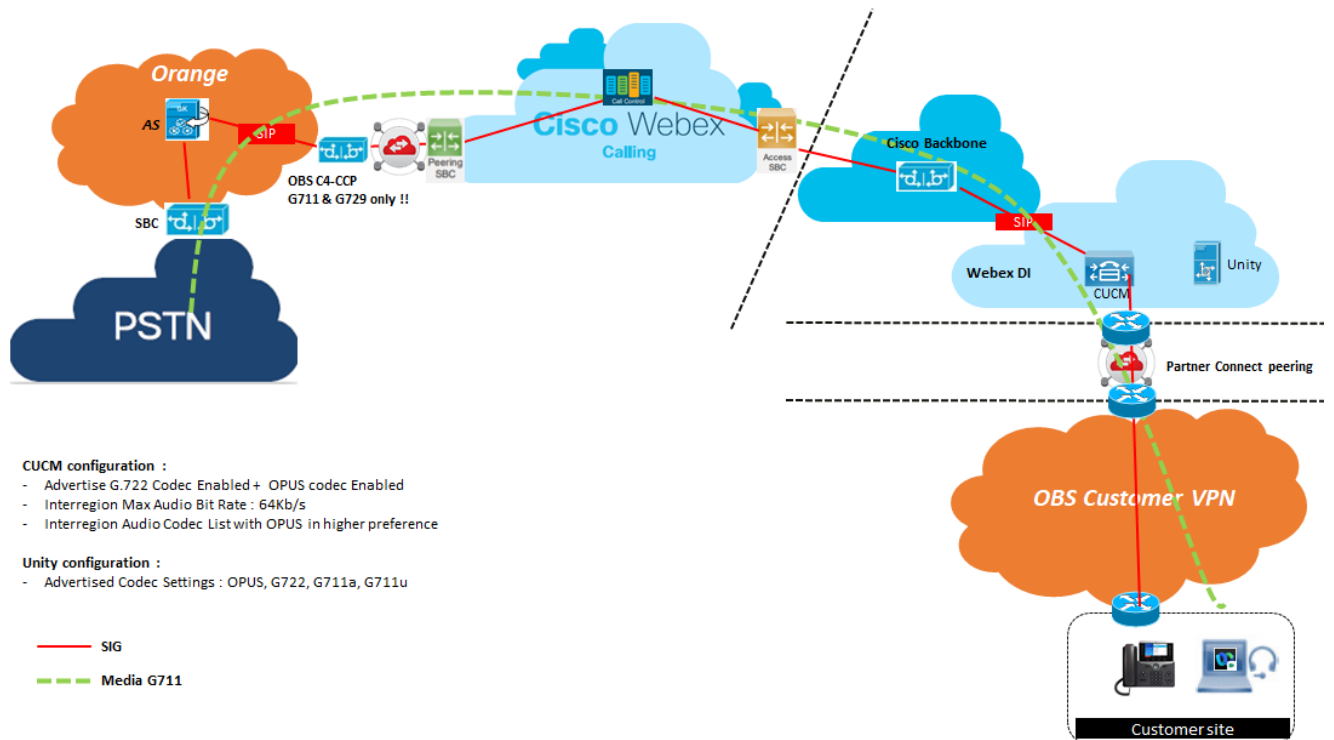 Orange
AS
SIP
SBC
PSTN
OBS C4-CCP
G711 & G729 only !!
Peering
SBC
Call Control
Cisco Webex
Calling
Access
SBC
Cisco Backbone
SIP
Webex DI
CUCM
Unity
Partner Connect peering
OBS Customer VPN
Customer site
CUCM configuration :
- Advertise G.722 Codec Enabled + OPUS codec Enabled
- Interregion Max Audio Bit Rate : 64Kb/s
- Interregion Audio Codec List with OPUS in higher preference
Unity configuration :
- Advertised Codec Settings : OPUS, G722, G711a, G711u
SIG
Media G711